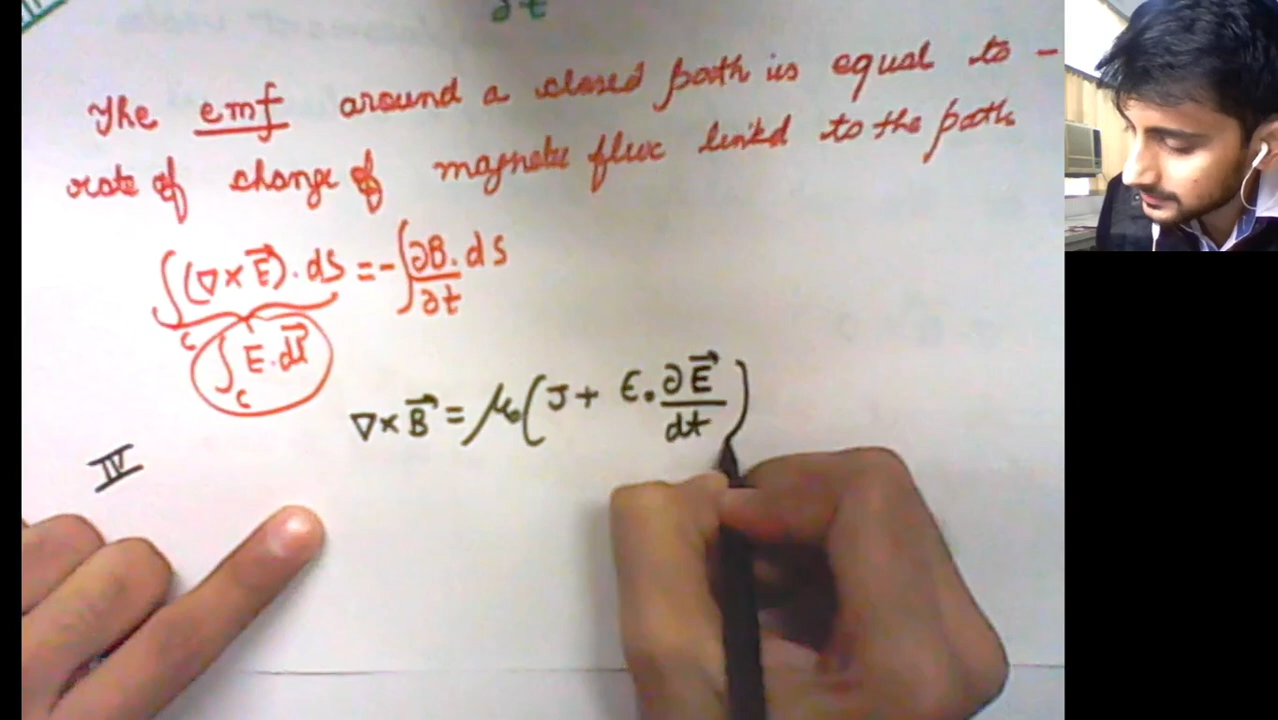 ∂t
The emf around a closed path is equal to -
rate of change of magnetic flux linkd to the path
∫(∇×E⃗).dS = -∫∂B/∂t.dS
c
∫E.dl⃗
c
∇×B⃗ = μ₀(J + ϵ₀ ∂E⃗/dt)
IV